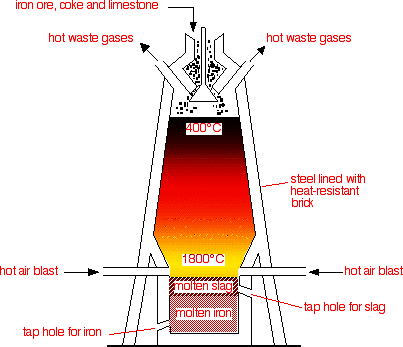 iron ore, coke and limestone
hot waste gases
hot waste gases
400°C
steel lined with
heat-resistant
brick
1800°C
hot air blast
hot air blast
molten slag
tap hole for slag
molten iron
tap hole for iron